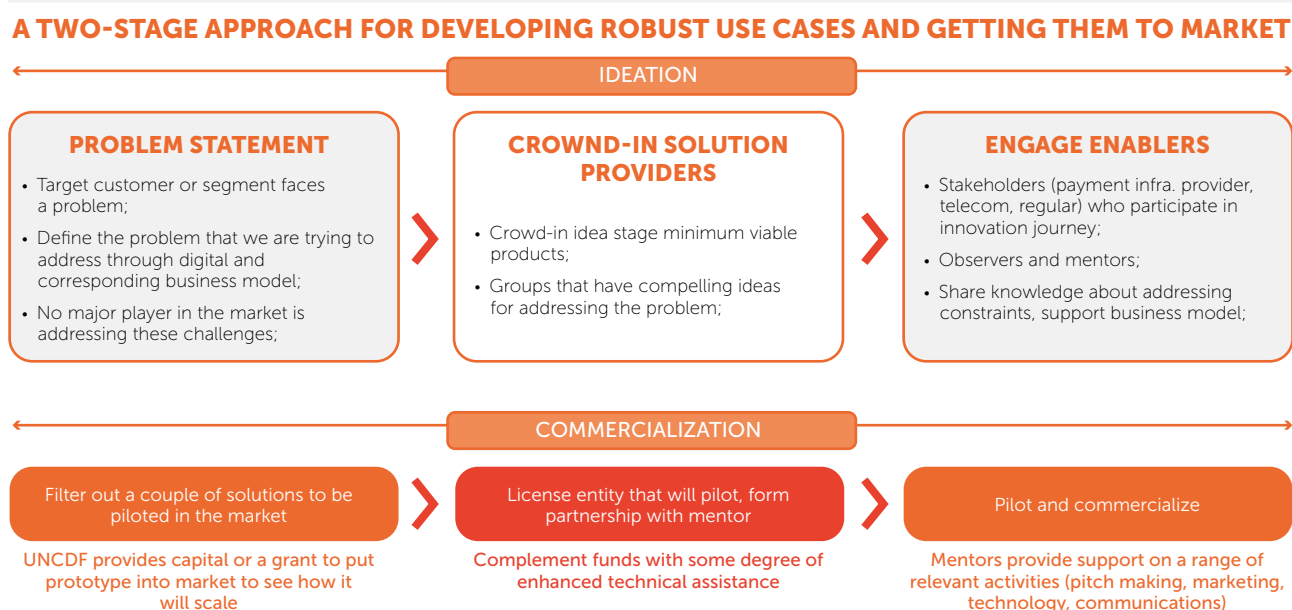 A TWO-STAGE APPROACH FOR DEVELOPING ROBUST USE CASES AND GETTING THEM TO MARKET
IDEATION
PROBLEM STATEMENT
• Target customer or segment faces
a problem;
• Define the problem that we are trying to
address through digital and
corresponding business model;
• No major player in the market is
addressing these challenges;
CROWND-IN SOLUTION
PROVIDERS
• Crowd-in idea stage minimum viable
products;
• Groups that have compelling ideas
for addressing the problem;
ENGAGE ENABLERS
• Stakeholders (payment infra. provider,
telecom, regular) who participate in
innovation journey;
• Observers and mentors;
• Share knowledge about addressing
constraints, support business model;
COMMERCIALIZATION
Filter out a couple of solutions to be
piloted in the market
UNCDF provides capital or a grant to put
prototype into market to see how it
will scale
License entity that will pilot, form
partnership with mentor
Complement funds with some degree of
enhanced technical assistance
Pilot and commercialize
Mentors provide support on a range of
relevant activities (pitch making, marketing,
technology, communications)